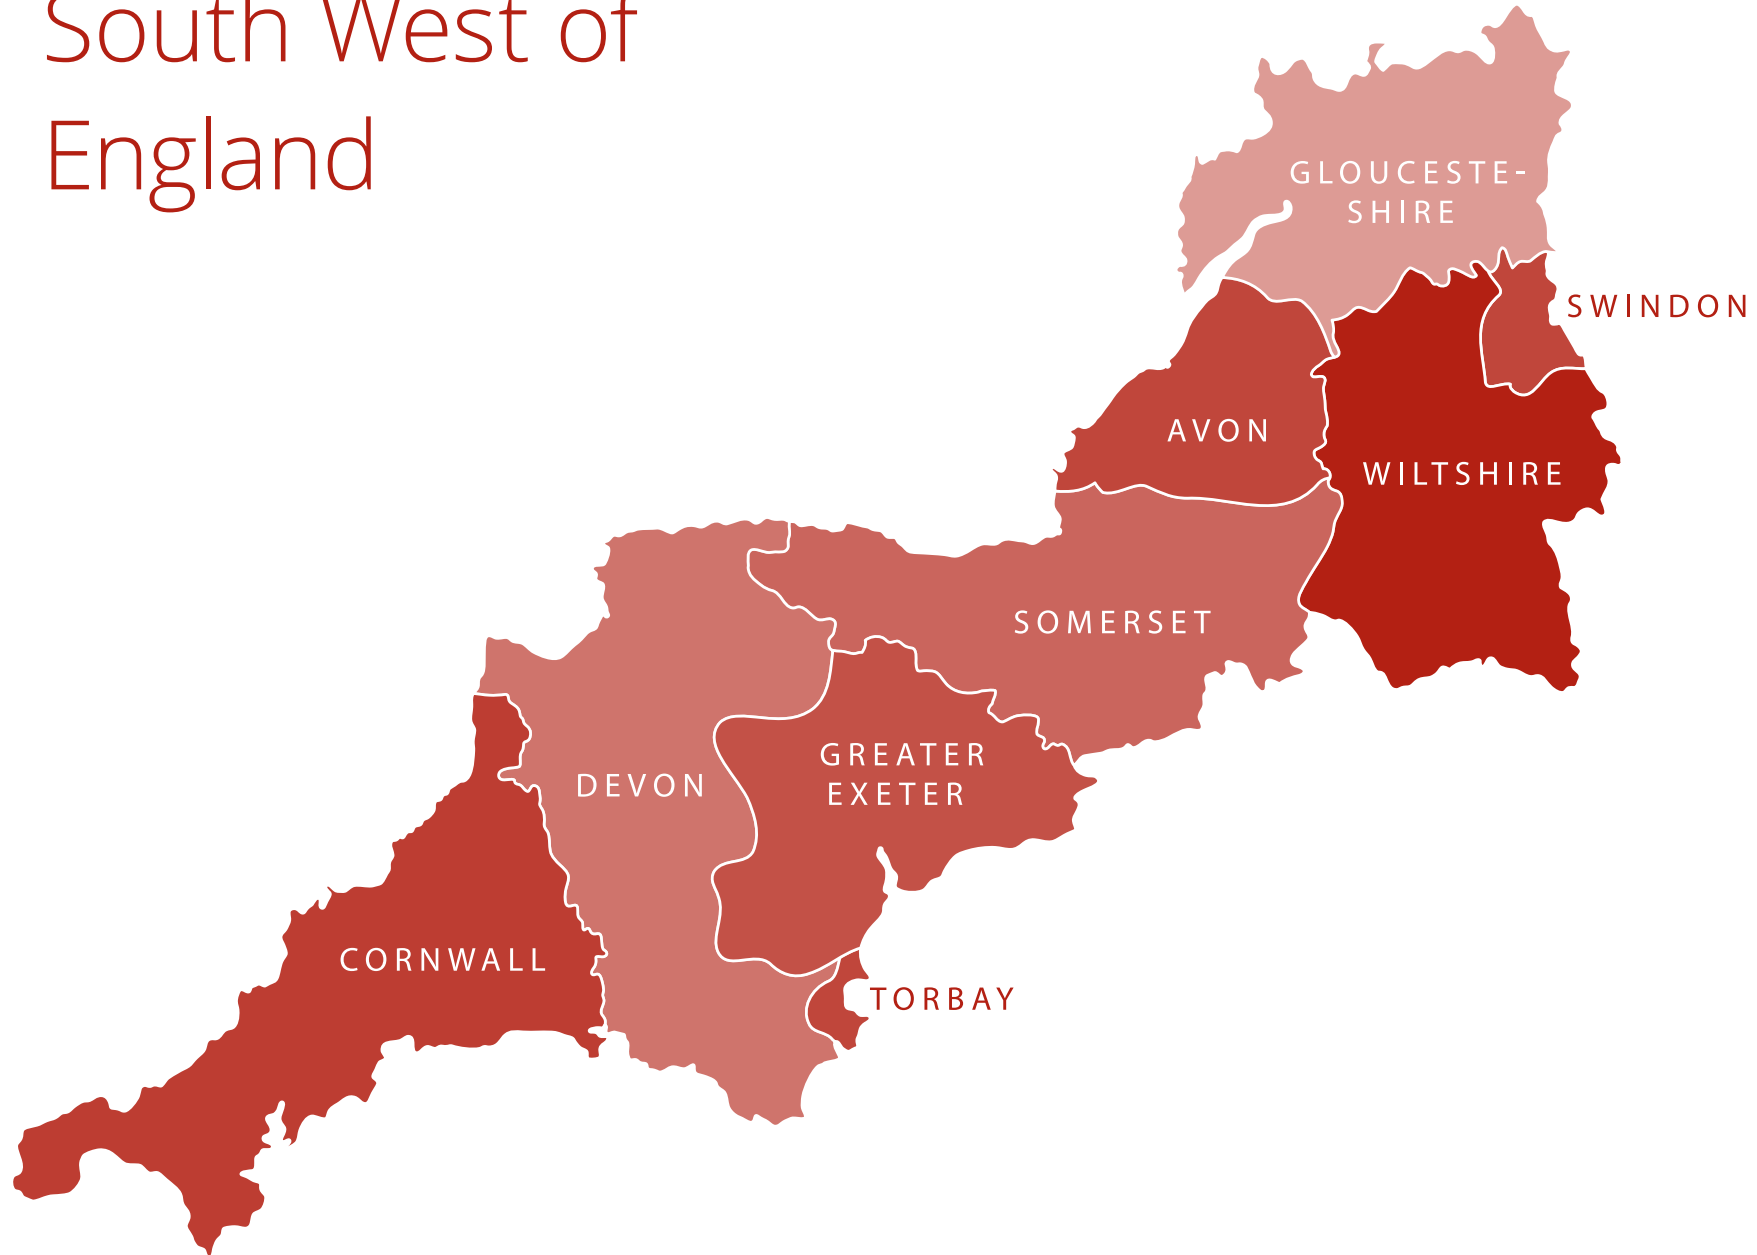 South West of
England
GLOUCESTE-
SHIRE
SWINDON
AVON
WILTSHIRE
SOMERSET
GREATER
EXETER
DEVON
CORNWALL
TORBAY